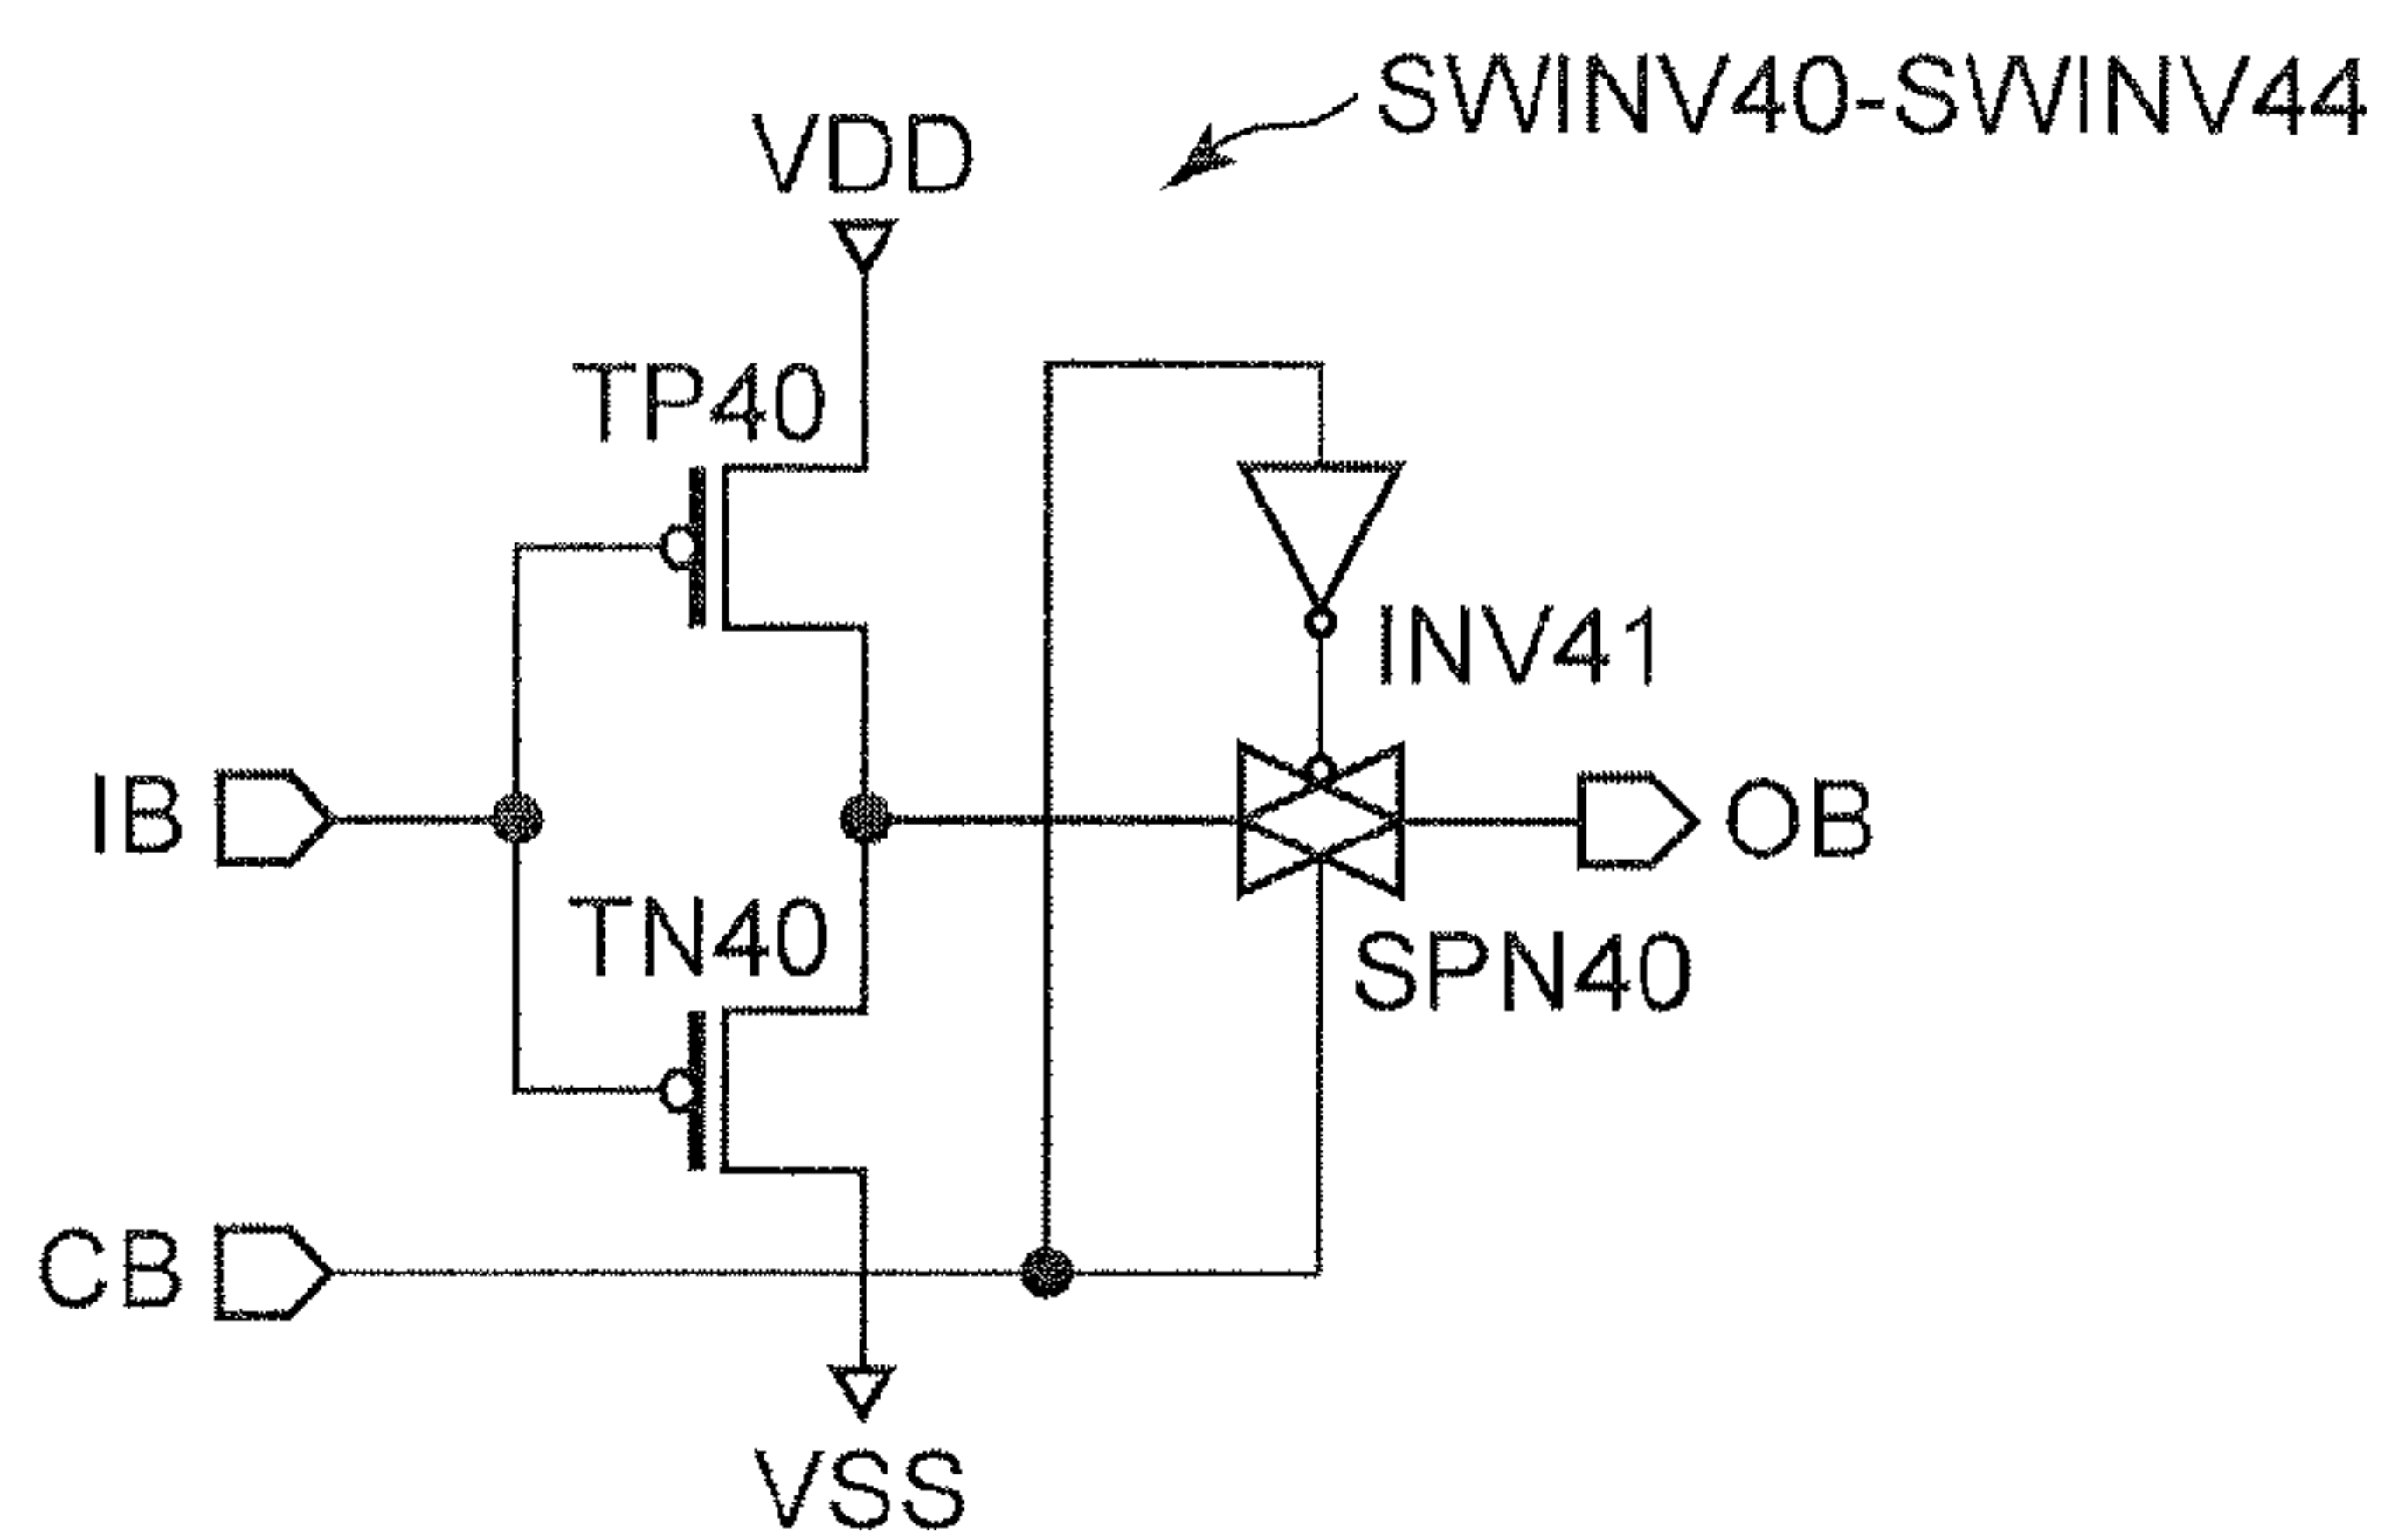 SWINV40-SWINV44
VDD
TP40
INV41
IB
OB
TN40
SPN40
CB
VSS